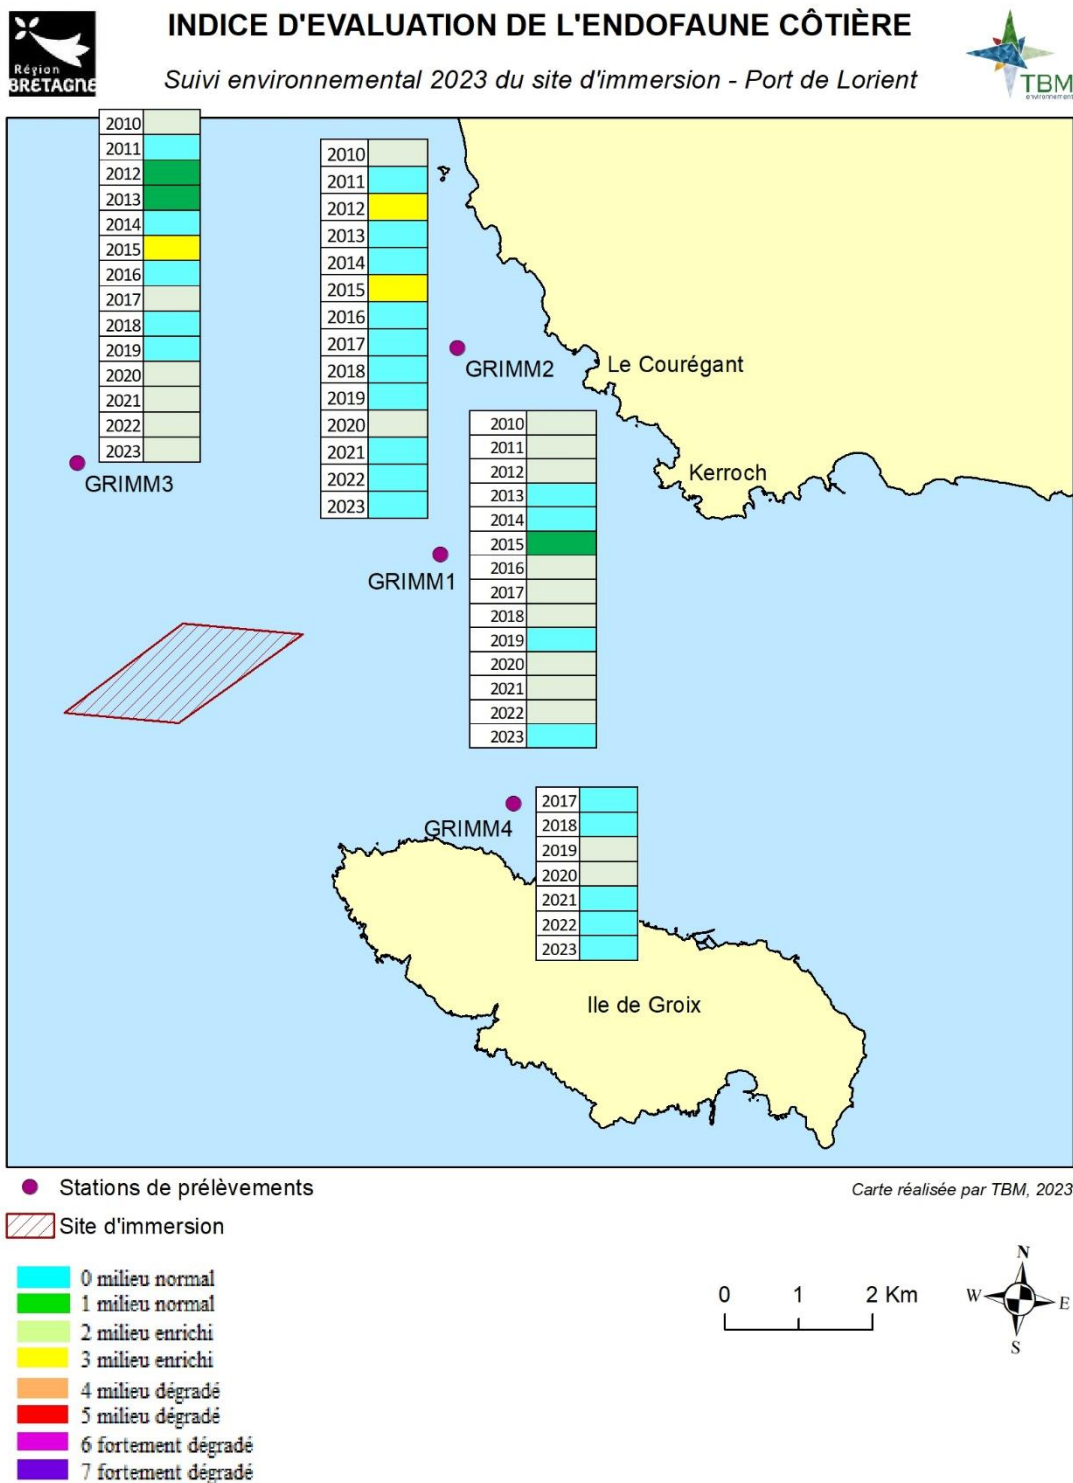 INDICE D'EVALUATION DE L'ENDOFAUNE CÔTIÈRE
Suivi environnemental 2023 du site d'immersion - Port de Lorient
Région
BRETAGNE
TBM
environnement
2010
2011
2012
2013
2014
2015
2016
2017
2018
2019
2020
2021
2022
2023
GRIMM3
2010
2011
2012
2013
2014
2015
2016
2017
2018
2019
2020
2021
2022
2023
GRIMM2
Le Courégant
Kerroch
GRIMM1
2010
2011
2012
2013
2014
2015
2016
2017
2018
2019
2020
2021
2022
2023
GRIMM4
2017
2018
2019
2020
2021
2022
2023
Ile de Groix
Stations de prélèvements
Carte réalisée par TBM, 2023
Site d'immersion
0 milieu normal
1 milieu normal
2 milieu enrichi
3 milieu enrichi
4 milieu dégradé
5 milieu dégradé
6 fortement dégradé
7 fortement dégradé
0 1 2 Km
N
W E
S